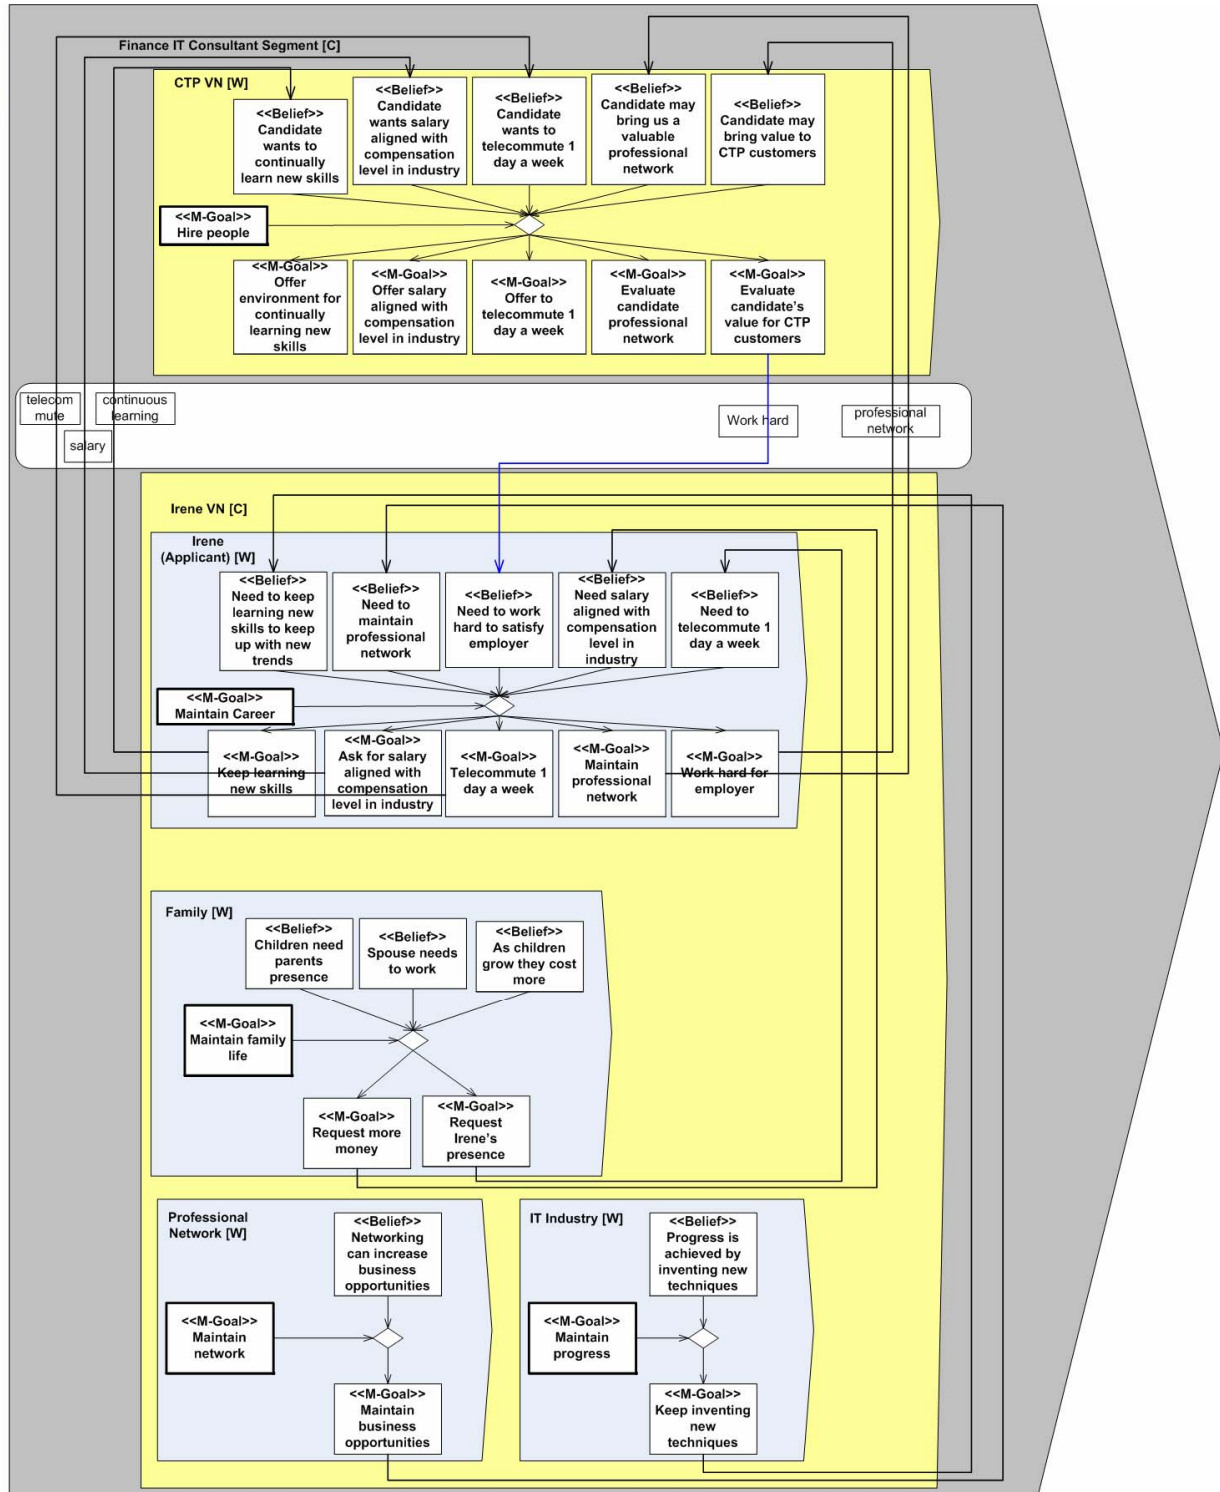 Finance IT Consultant Segment [C]
CTP VN [W]
<<Belief>>
Candidate
wants to
continually
learn new skills
<<Belief>>
Candidate
wants salary
aligned with
compensation
level in industry
<<Belief>>
Candidate
wants to
telecommute 1
day a week
<<Belief>>
Candidate may
bring us a
valuable
professional
network
<<Belief>>
Candidate may
bring value to
CTP customers
<<M-Goal>>
Hire people
<<M-Goal>>
Offer
environment for
continually
learning new
skills
<<M-Goal>>
Offer salary
aligned with
compensation
level in industry
<<M-Goal>>
Offer to
telecommute 1
day a week
<<M-Goal>>
Evaluate
candidate
professional
network
<<M-Goal>>
Evaluate
candidate's
value for CTP
customers
telecom
mute
continuous
learning
salary
Work hard
professional
network
Irene VN [C]
Irene
(Applicant) [W]
<<Belief>>
Need to keep
learning new
skills to keep
up with new
trends
<<Belief>>
Need to
maintain
professional
network
<<Belief>>
Need to work
hard to satisfy
employer
<<Belief>>
Need salary
aligned with
compensation
level in
industry
<<Belief>>
Need to
telecommute 1
day a week
<<M-Goal>>
Maintain Career
<<M-Goal>>
Keep learning
new skills
<<M-Goal>>
Ask for salary
aligned with
compensation
level in industry
<<M-Goal>>
Telecommute 1
day a week
<<M-Goal>>
Maintain
professional
network
<<M-Goal>>
Work hard for
employer
Family [W]
<<Belief>>
Children need
parents
presence
<<Belief>>
Spouse needs
to work
<<Belief>>
As children
grow they cost
more
<<M-Goal>>
Maintain family
life
<<M-Goal>>
Request more
money
<<M-Goal>>
Request
Irene's
presence
Professional
Network [W]
<<Belief>>
Networking
can increase
business
opportunities
<<M-Goal>>
Maintain
network
<<M-Goal>>
Maintain
business
opportunities
IT Industry [W]
<<Belief>>
Progress is
achieved by
inventing new
techniques
<<M-Goal>>
Maintain
progress
<<M-Goal>>
Keep inventing
new
techniques